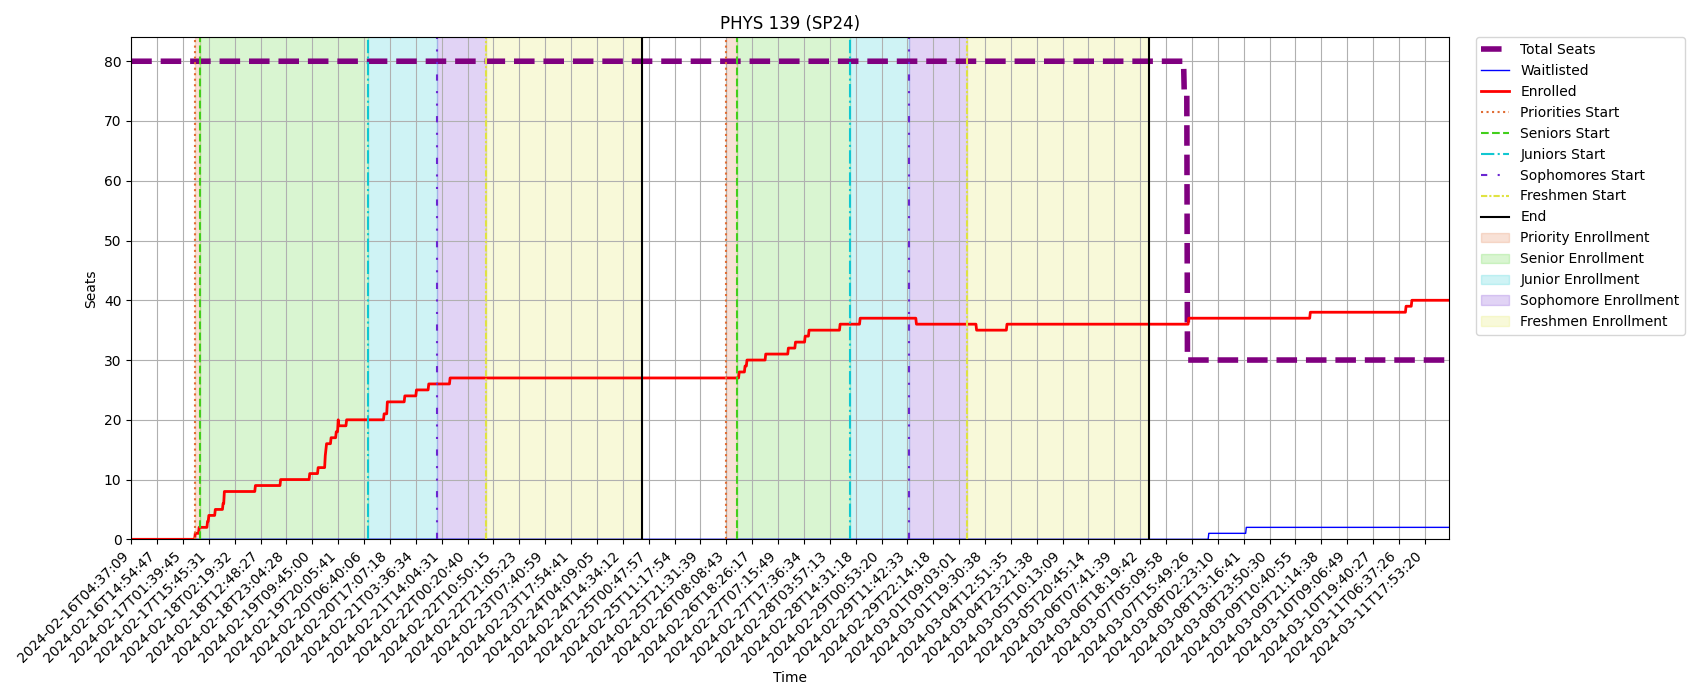 PHYS 139 (SP24)
Seats
80
70
60
50
40
30
20
10
0
2024-02-16T04:37:09
2024-02-16T14:54:47
2024-02-17T01:39:45
2024-02-17T15:45:31
2024-02-18T02:19:32
2024-02-18T12:48:27
2024-02-18T23:04:28
2024-02-19T09:45:00
2024-02-19T20:05:41
2024-02-20T06:40:06
2024-02-20T17:07:18
2024-02-21T03:36:34
2024-02-21T14:04:31
2024-02-22T00:20:40
2024-02-22T10:50:15
2024-02-22T21:05:23
2024-02-23T07:40:59
2024-02-23T17:54:41
2024-02-24T04:09:05
2024-02-24T14:34:12
2024-02-25T00:47:57
2024-02-25T11:17:54
2024-02-25T21:31:39
2024-02-26T08:08:43
2024-02-26T18:26:17
2024-02-27T07:15:49
2024-02-27T17:36:34
2024-02-28T03:57:13
2024-02-28T14:31:18
2024-02-29T00:53:20
2024-02-29T11:42:33
2024-02-29T22:14:18
2024-03-01T09:03:01
2024-03-01T19:30:38
2024-03-04T12:51:35
2024-03-04T23:21:38
2024-03-05T10:13:09
2024-03-05T20:45:14
2024-03-06T07:41:39
2024-03-06T18:19:42
2024-03-07T05:09:58
2024-03-07T15:49:26
2024-03-08T02:23:10
2024-03-08T13:16:41
2024-03-08T23:50:30
2024-03-09T10:40:55
2024-03-09T21:14:38
2024-03-10T09:06:49
2024-03-10T19:40:27
2024-03-11T06:37:26
2024-03-11T17:53:20
Time
Total Seats
Waitlisted
Enrolled
Priorities Start
Seniors Start
Juniors Start
Sophomores Start
Freshmen Start
End
Priority Enrollment
Senior Enrollment
Junior Enrollment
Sophomore Enrollment
Freshmen Enrollment